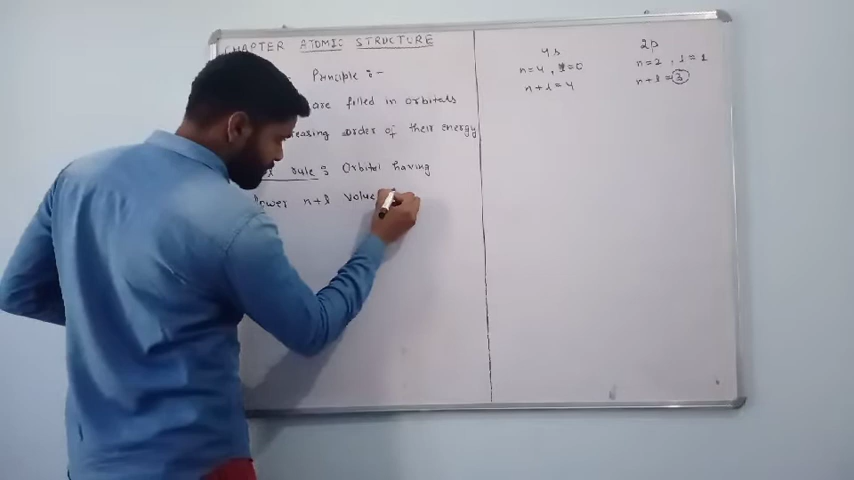 CHAPTER ATOMIC STRUCTURE
Principle :-
are filled in orbitals
order of their energy
rule : Orbital having
lower n+l value
4s
n=4, l=0
n+l=4
2p
n=2, l=1
n+l=3